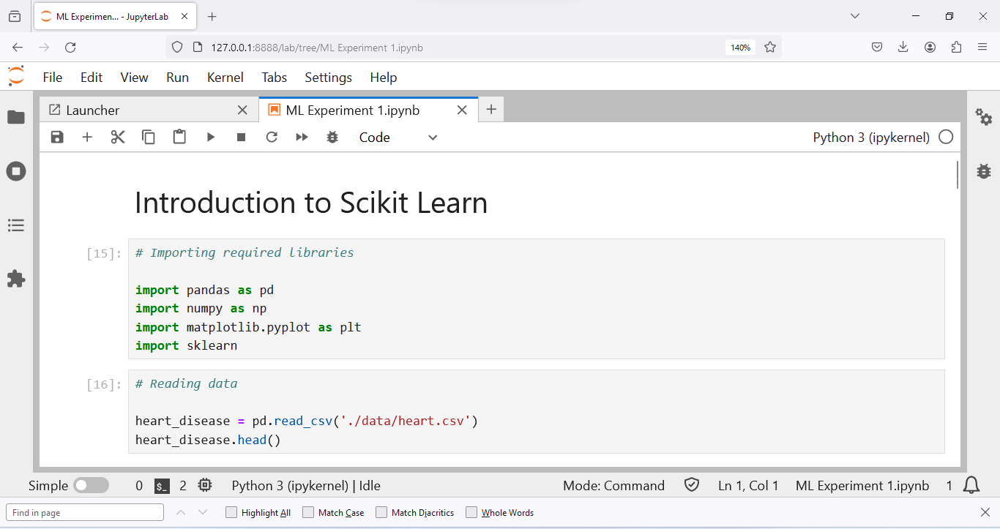 ML Experimen... - JupyterLab
127.0.0.1:8888/lab/tree/ML Experiment 1.ipynb
140%
File Edit View Run Kernel Tabs Settings Help
Launcher
ML Experiment 1.ipynb
Code
Python 3 (ipykernel)
Introduction to Scikit Learn
[15]:
# Importing required libraries
import pandas as pd
import numpy as np
import matplotlib.pyplot as plt
import sklearn
[16]:
# Reading data
heart_disease = pd.read_csv('./data/heart.csv')
heart_disease.head()
Simple 0 $_ 2 Python 3 (ipykernel) | Idle Mode: Command Ln 1, Col 1 ML Experiment 1.ipynb 1
Find in page Highlight All Match Case Match Diacritics Whole Words